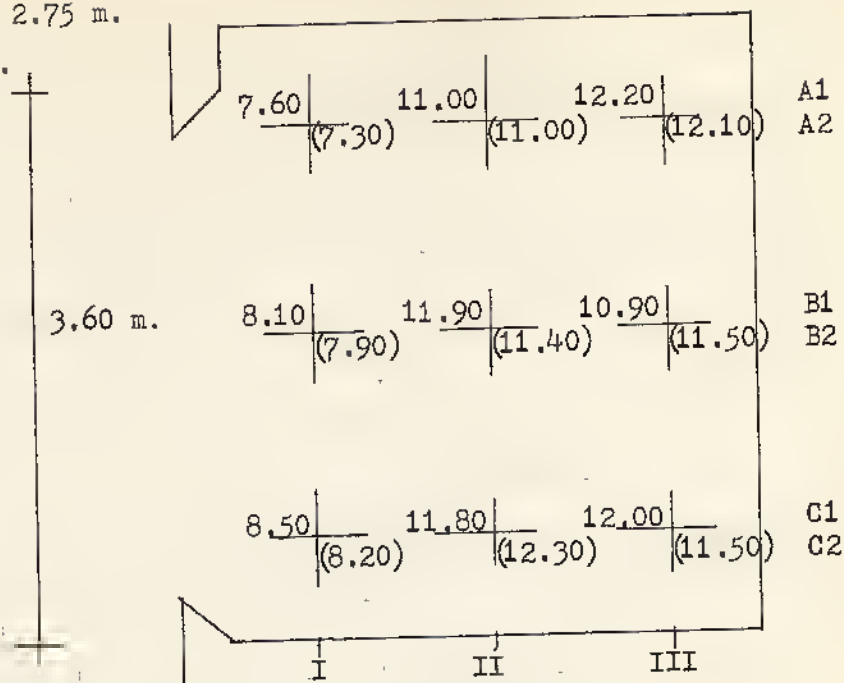 2.75 m.
7.60 11.00 12.20 A1
(7.30) (11.00) (12.10) A2
3.60 m.
8.10 11.90 10.90 B1
(7.90) (11.40) (11.50) B2
8.50 11.80 12.00 C1
(8.20) (12.30) (11.50) C2
I II III